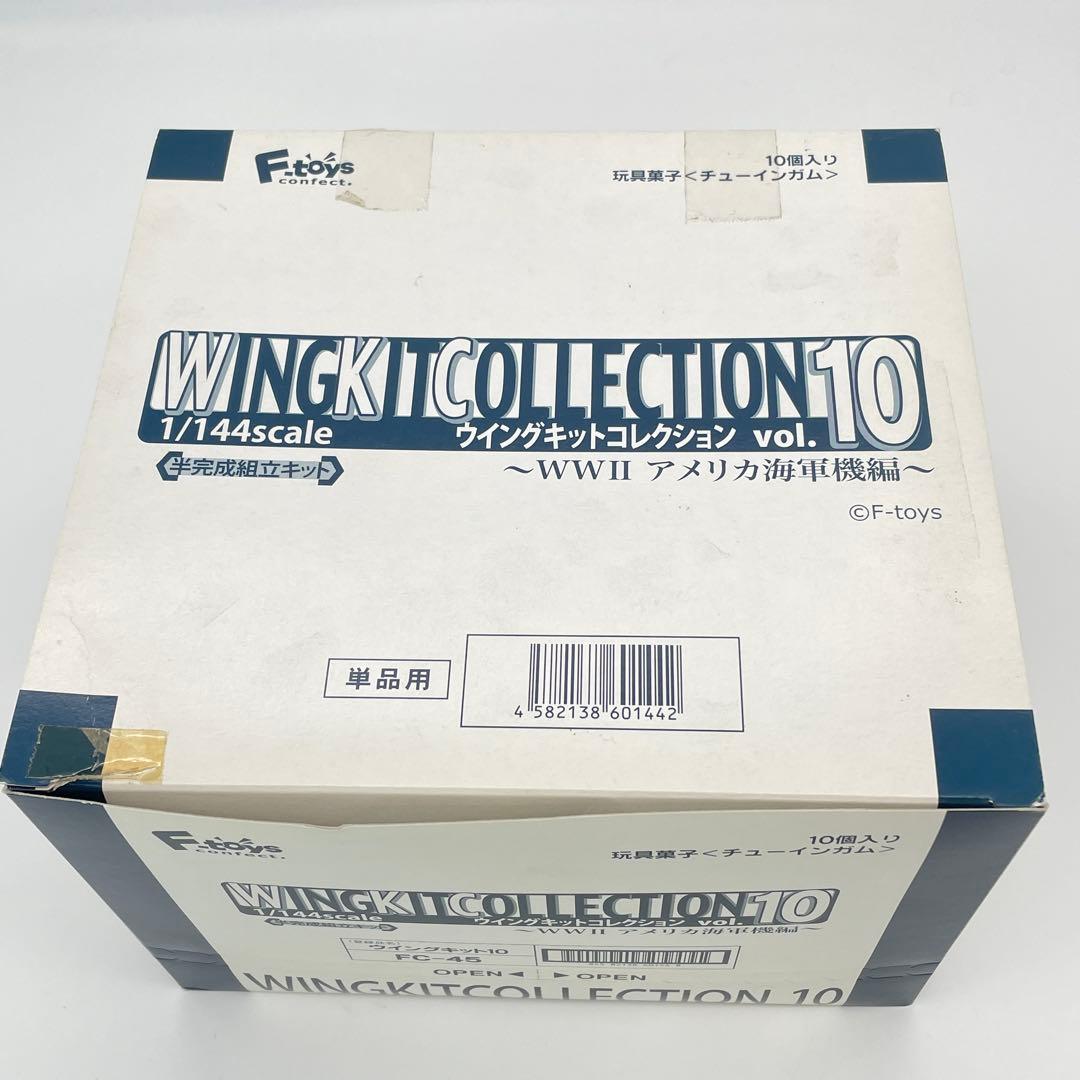 F-toys
confect.
10個入り
玩具菓子<チューインガム>
WINGKITCOLLECTION 10
1/144scale
ウイングキットコレクション vol.
半完成組立キット
～WWII アメリカ海軍機編～
©F-toys
単品用
4 582138 601442
F-toys
confect.
10個入り
玩具菓子<チューインガム>
WINGKITCOLLECTION 10
1/144scale
ウイングキットコレクション vol.
～WWII アメリカ海軍機編～
ウイングキット10
FC-45
OPEN◀ ▶OPEN
WINGKITCOLLECTION 10